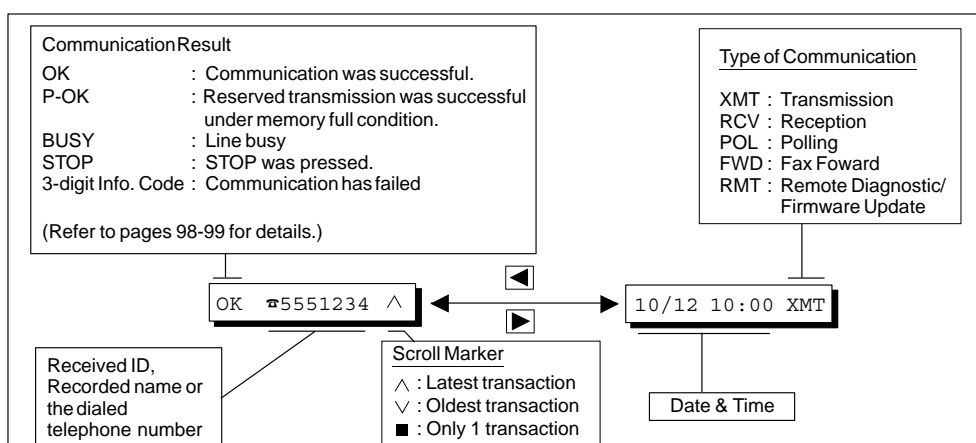 Communication Result
OK : Communication was successful.
P-OK : Reserved transmission was successful
under memory full condition.
BUSY : Line busy
STOP : STOP was pressed.
3-digit Info. Code : Communication has failed
(Refer to pages 98-99 for details.)
Type of Communication
XMT : Transmission
RCV : Reception
POL : Polling
FWD : Fax Foward
RMT : Remote Diagnostic/
Firmware Update
OK ☎5551234 ∧
10/12 10:00 XMT
Received ID,
Recorded name or
the dialed
telephone number
Scroll Marker
∧ : Latest transaction
∨ : Oldest transaction
■ : Only 1 transaction
Date & Time